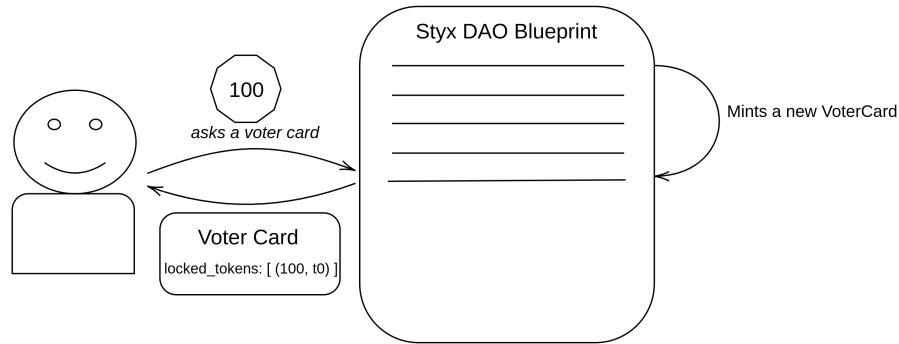 Styx DAO Blueprint
100
asks a voter card
Mints a new VoterCard
Voter Card
locked_tokens: [ (100, t0) ]